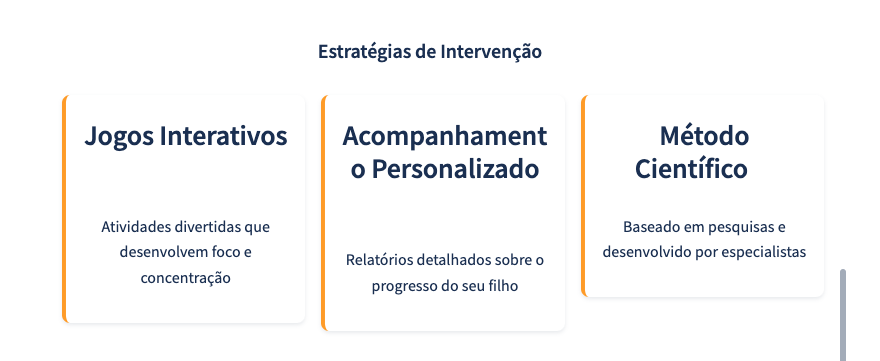 Estratégias de Intervenção
Jogos Interativos
Atividades divertidas que
desenvolvem foco e
concentração
Acompanhament
o Personalizado
Relatórios detalhados sobre o
progresso do seu filho
Método
Científico
Baseado em pesquisas e
desenvolvido por especialistas